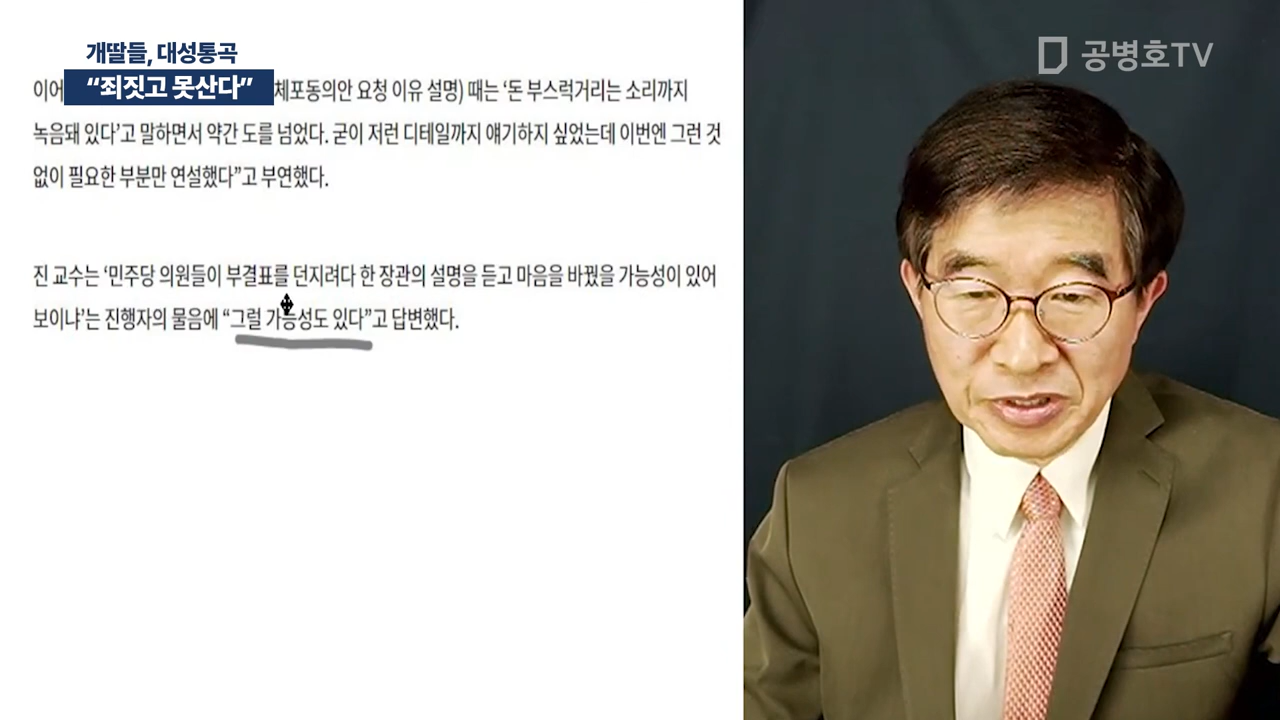 개딸들, 대성통곡
“죄짓고 못산다”
공병호TV
이어 체포동의안 요청 이유 설명) 때는 ‘돈 부스럭거리는 소리까지
녹음돼 있다’고 말하면서 약간 도를 넘었다. 굳이 저런 디테일까지 얘기하지 싶었는데 이번엔 그런 것
없이 필요한 부분만 연설했다”고 부연했다.
진 교수는 ‘민주당 의원들이 부결표를 던지려다 한 장관의 설명을 듣고 마음을 바꿨을 가능성이 있어
보이냐’는 진행자의 물음에 “그럴 가능성도 있다”고 답변했다.